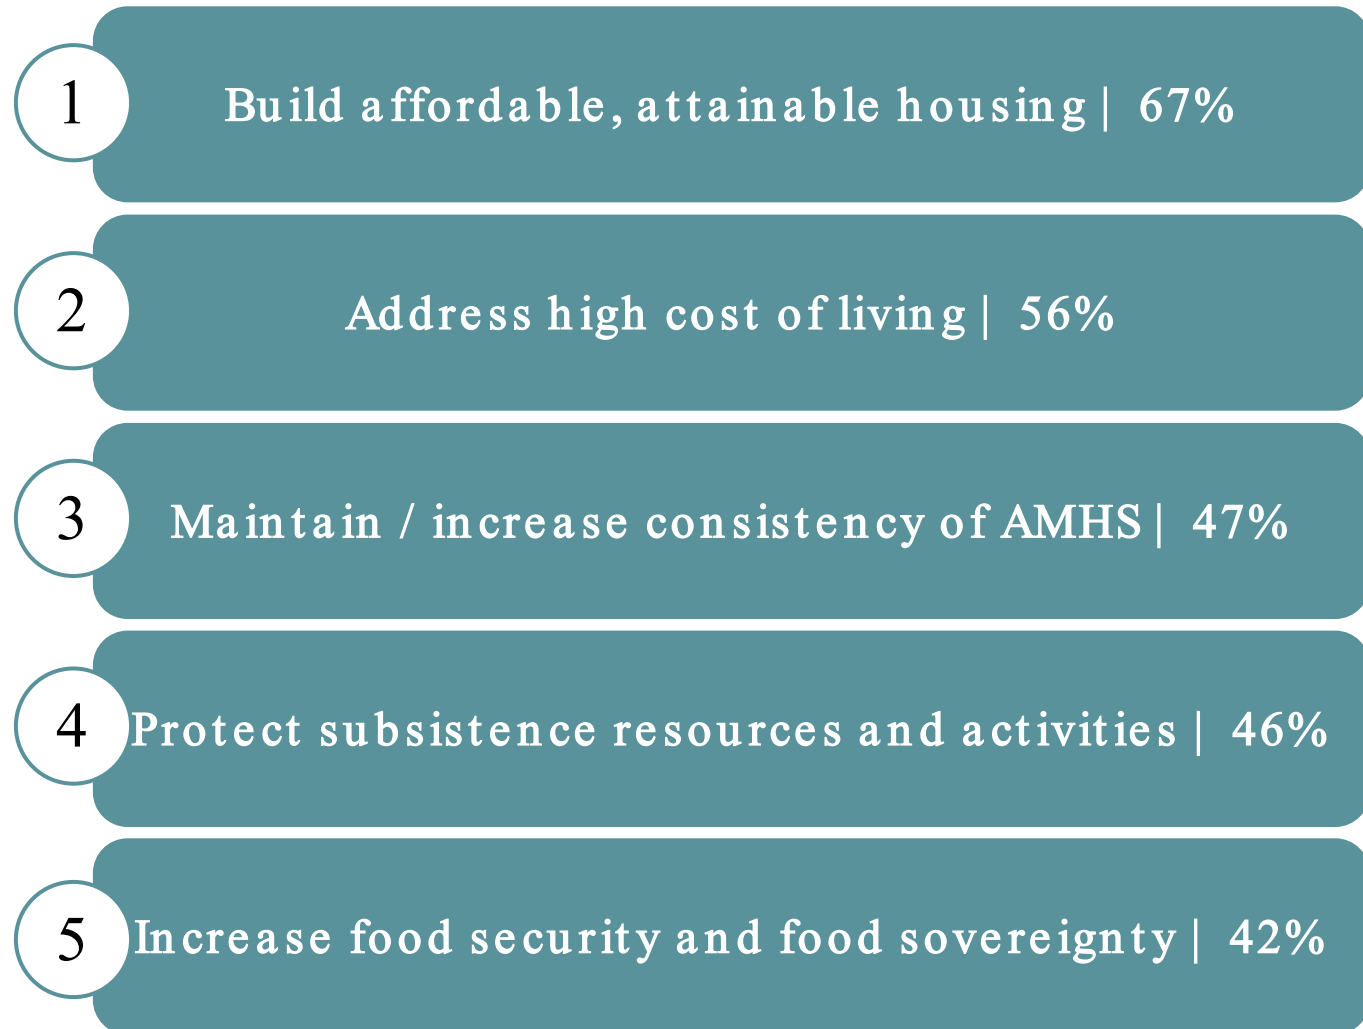 1
Build affordable, attainable housing | 67%
2
Address high cost of living | 56%
3
Maintain / increase consistency of AMHS | 47%
4
Protect subsistence resources and activities | 46%
5
Increase food security and food sovereignty | 42%